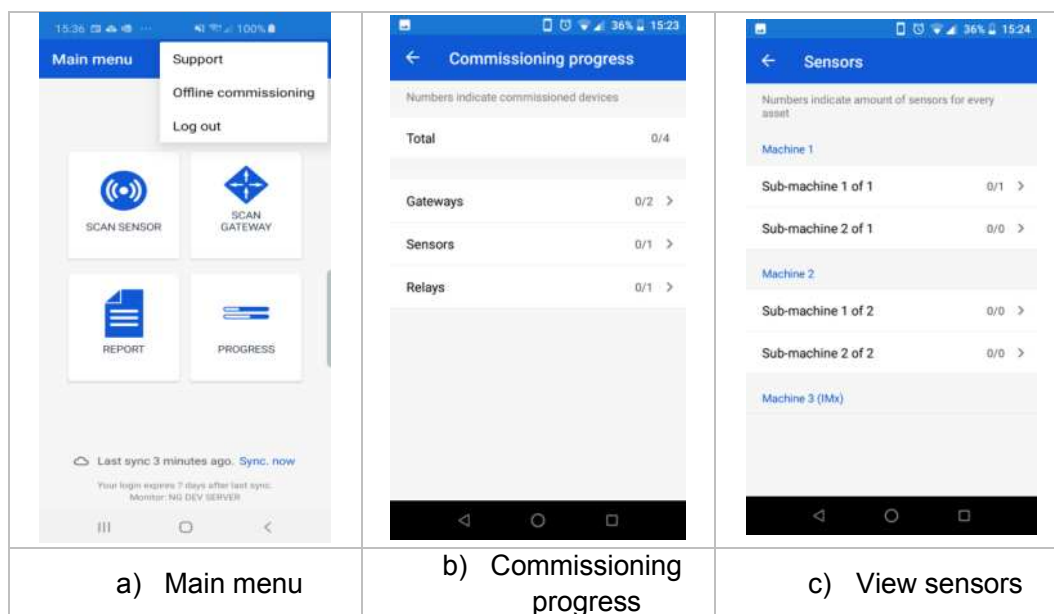 15:36 ... 100%
Main menu
Support
Offline commissioning
Log out
SCAN SENSOR
SCAN
GATEWAY
REPORT
PROGRESS
Last sync 3 minutes ago. Sync. now
Your login expires 7 days after last sync.
Monitor: NG DEV SERVER
a) Main menu
36% 15:23
Commissioning progress
Numbers indicate commissioned devices
Total 0/4
Gateways 0/2 >
Sensors 0/1 >
Relays 0/1 >
b) Commissioning
progress
36% 15:24
Sensors
Numbers indicate amount of sensors for every
asset
Machine 1
Sub-machine 1 of 1 0/1 >
Sub-machine 2 of 1 0/0 >
Machine 2
Sub-machine 1 of 2 0/0 >
Sub-machine 2 of 2 0/0 >
Machine 3 (IMx)
c) View sensors